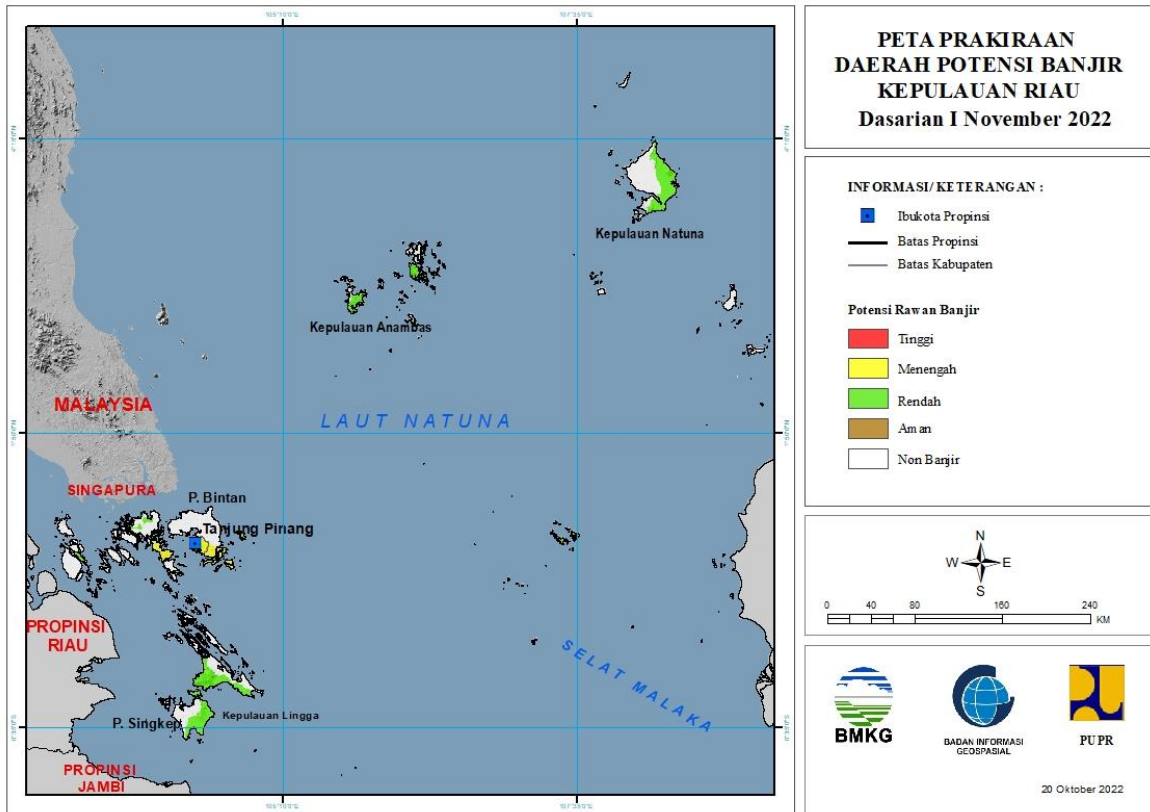 PETA PRAKIRAAN
DAERAH POTENSI BANJIR
KEPULAUAN RIAU
Dasarian I November 2022
INFORMASI/KETERANGAN :
Ibukota Propinsi
Batas Propinsi
Batas Kabupaten
Potensi Rawan Banjir
Tinggi
Menengah
Rendah
Aman
Non Banjir
N
W E
S
0 40 80 160 240
KM
BMKG
BADAN INFORMASI
GEOSPASIAL
PUPR
20 Oktober 2022
Kepulauan Natuna
Kepulauan Anambas
MALAYSIA
LAUT NATUNA
SINGAPURA
P. Bintan
Tanjung Pinang
PROPINSI
RIAU
SELAT MALAKA
P. Singkep
Kepulauan Lingga
PROPINSI
JAMBI